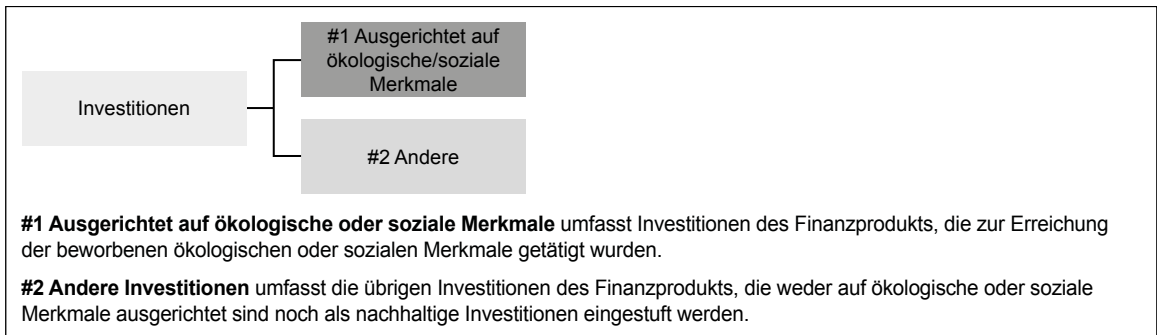 #1 Ausgerichtet auf
ökologische/soziale
Merkmale
Investitionen
#2 Andere
#1 Ausgerichtet auf ökologische oder soziale Merkmale umfasst Investitionen des Finanzprodukts, die zur Erreichung
der beworbenen ökologischen oder sozialen Merkmale getätigt wurden.
#2 Andere Investitionen umfasst die übrigen Investitionen des Finanzprodukts, die weder auf ökologische oder soziale
Merkmale ausgerichtet sind noch als nachhaltige Investitionen eingestuft werden.